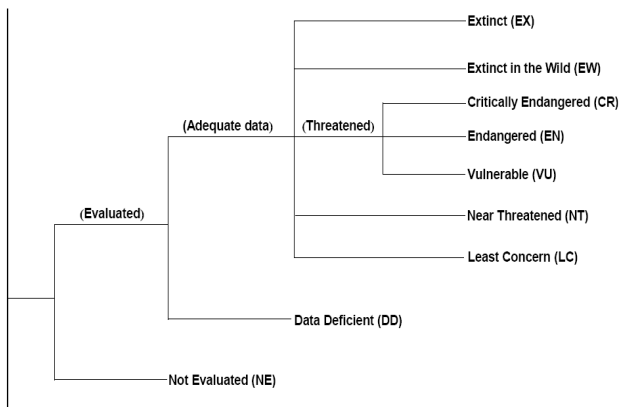 Extinct (EX)
Extinct in the Wild (EW)
Critically Endangered (CR)
(Adequate data)
(Threatened)
Endangered (EN)
Vulnerable (VU)
(Evaluated)
Near Threatened (NT)
Least Concern (LC)
Data Deficient (DD)
Not Evaluated (NE)